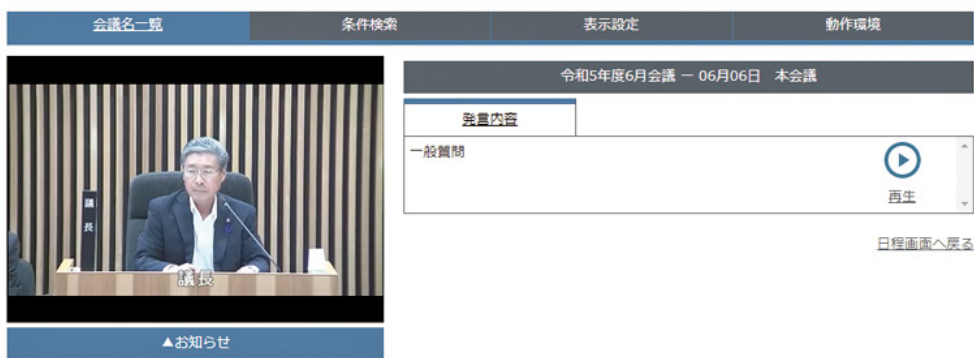 会議名一覧
条件検索
表示設定
動作環境
令和5年度6月会議 － 06月06日　本会議
発言内容
一般質問
再生
日程画面へ戻る
議長
議長
▲お知らせ